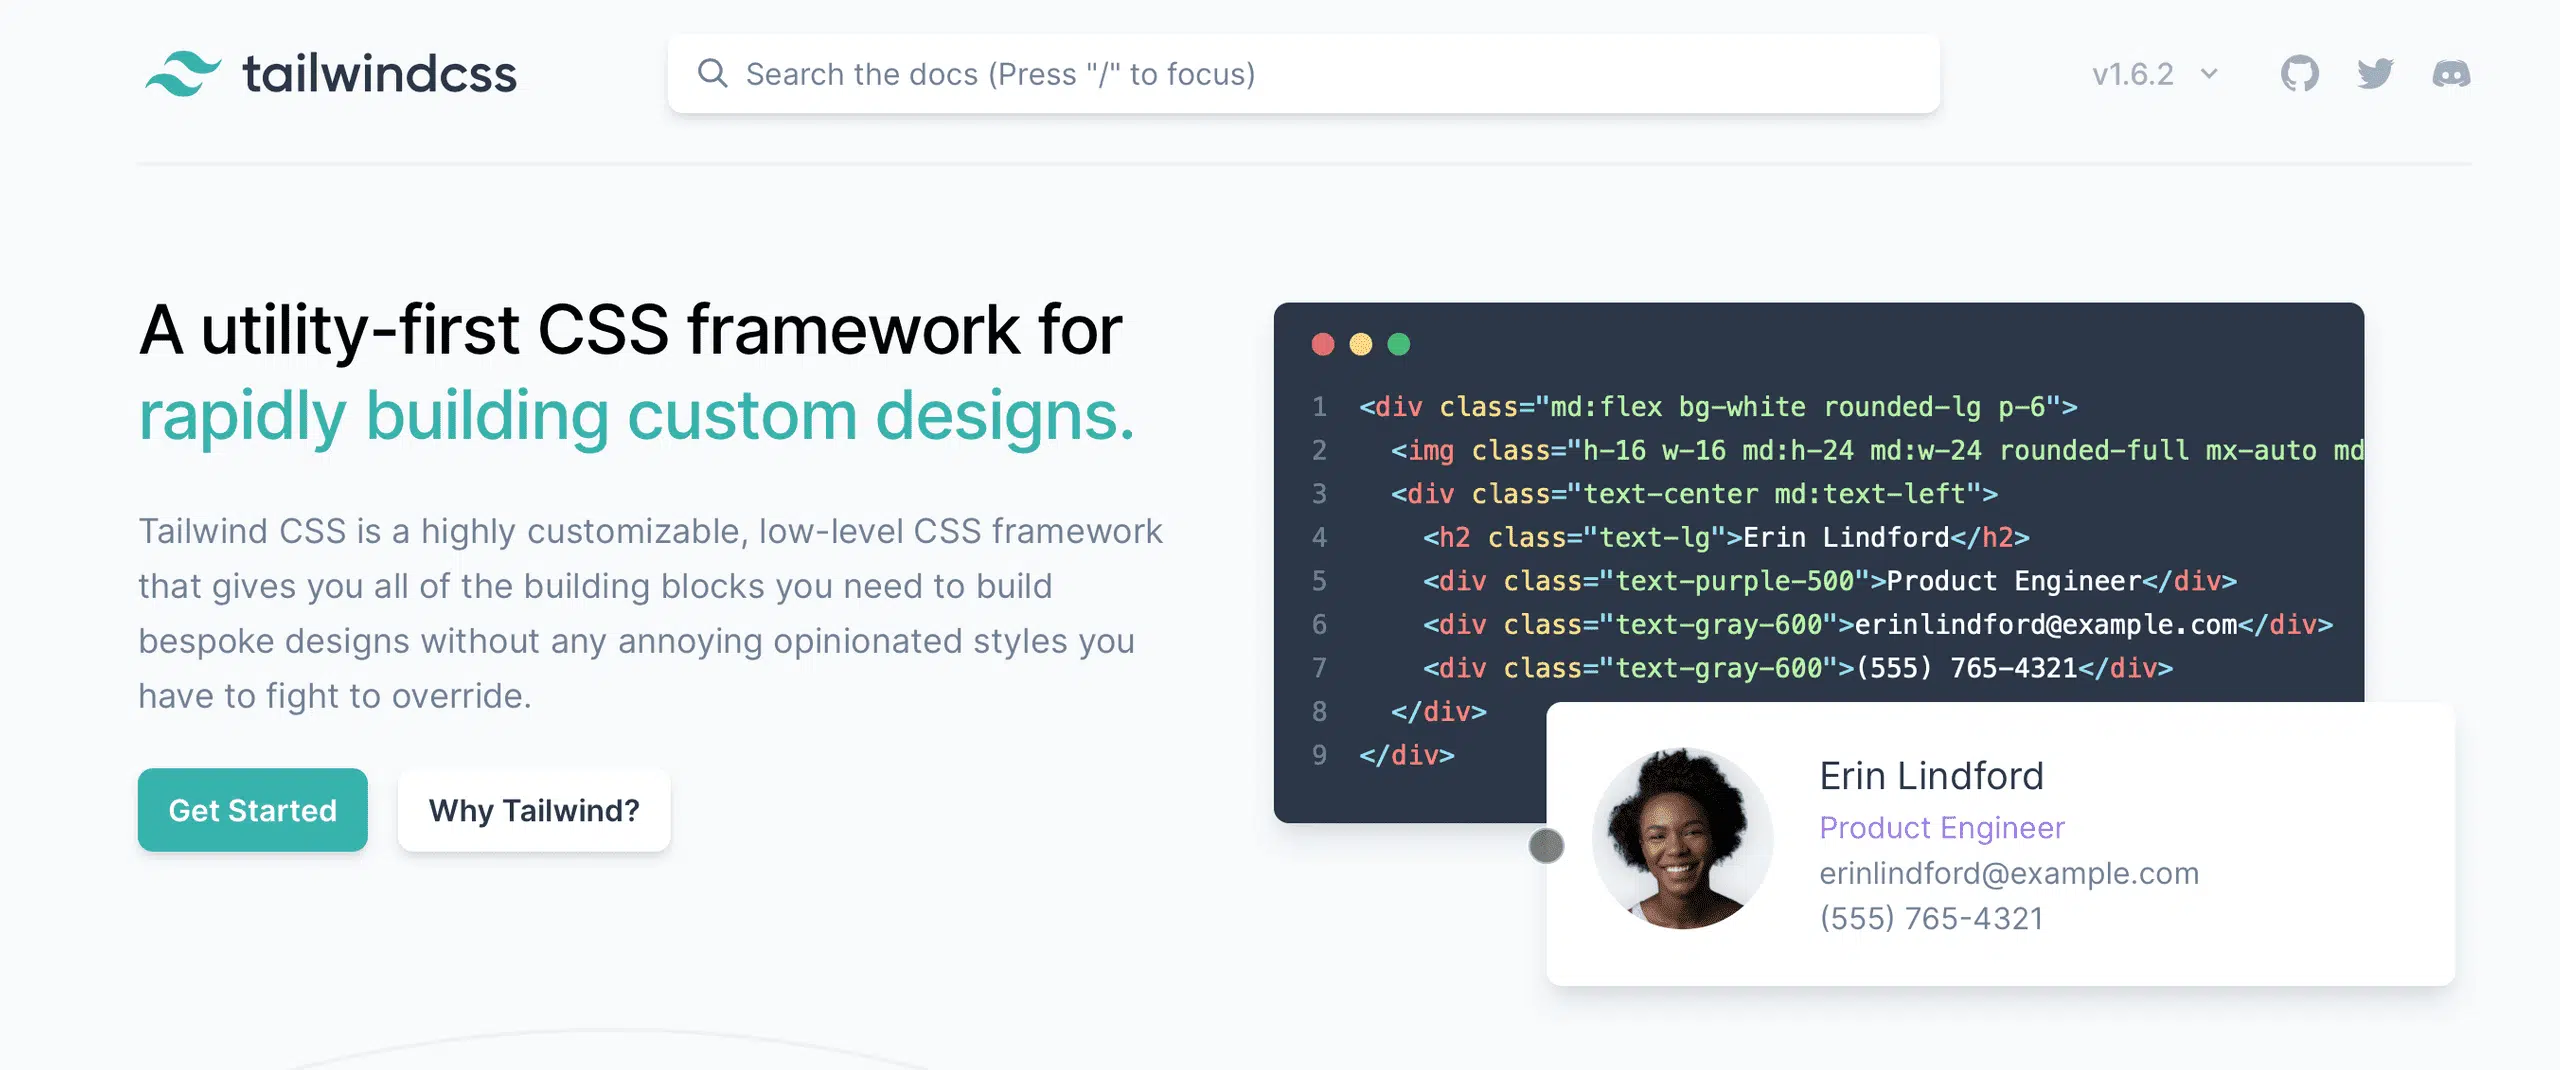 tailwindcss
Search the docs (Press "/" to focus)
v1.6.2
A utility-first CSS framework for
rapidly building custom designs.
Tailwind CSS is a highly customizable, low-level CSS framework
that gives you all of the building blocks you need to build
bespoke designs without any annoying opinionated styles you
have to fight to override.
Get Started
Why Tailwind?
1 <div class="md:flex bg-white rounded-lg p-6">
2 <img class="h-16 w-16 md:h-24 md:w-24 rounded-full mx-auto md
3 <div class="text-center md:text-left">
4 <h2 class="text-lg">Erin Lindford</h2>
5 <div class="text-purple-500">Product Engineer</div>
6 <div class="text-gray-600">erinlindford@example.com</div>
7 <div class="text-gray-600">(555) 765-4321</div>
8 </div>
9 </div>
Erin Lindford
Product Engineer
erinlindford@example.com
(555) 765-4321